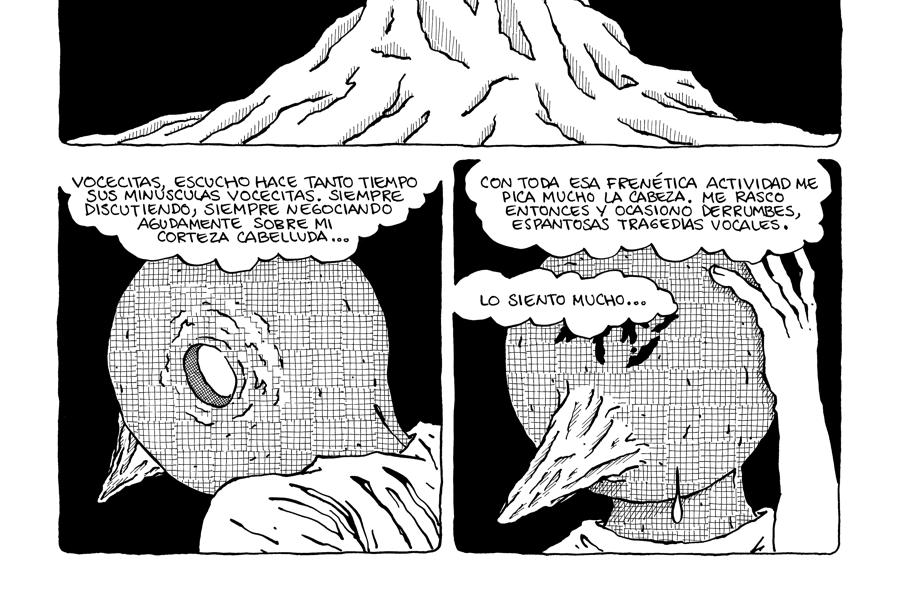 VOCECITAS, ESCUCHO HACE TANTO TIEMPO
SUS MINÚSCULAS VOCECITAS. SIEMPRE
DISCUTIENDO, SIEMPRE NEGOCIANDO
AGUDAMENTE SOBRE MI
CORTEZA CABELLUDA...
CON TODA ESA FRENÉTICA ACTIVIDAD ME
PICA MUCHO LA CABEZA. ME RASCO
ENTONCES Y OCASIONO DERRUMBES,
ESPANTOSAS TRAGEDIAS VOCALES.
LO SIENTO MUCHO...